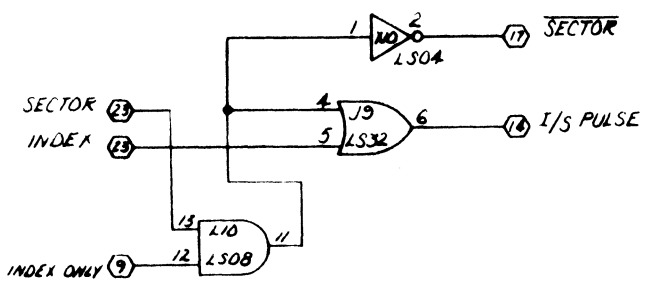 1 2 N10 17 SECTOR
LS04
SECTOR 23 4 J9 6 16 I/S PULSE
INDEX 23 5 LS32
13 L10 11
12 LS08
INDEX ONLY 9